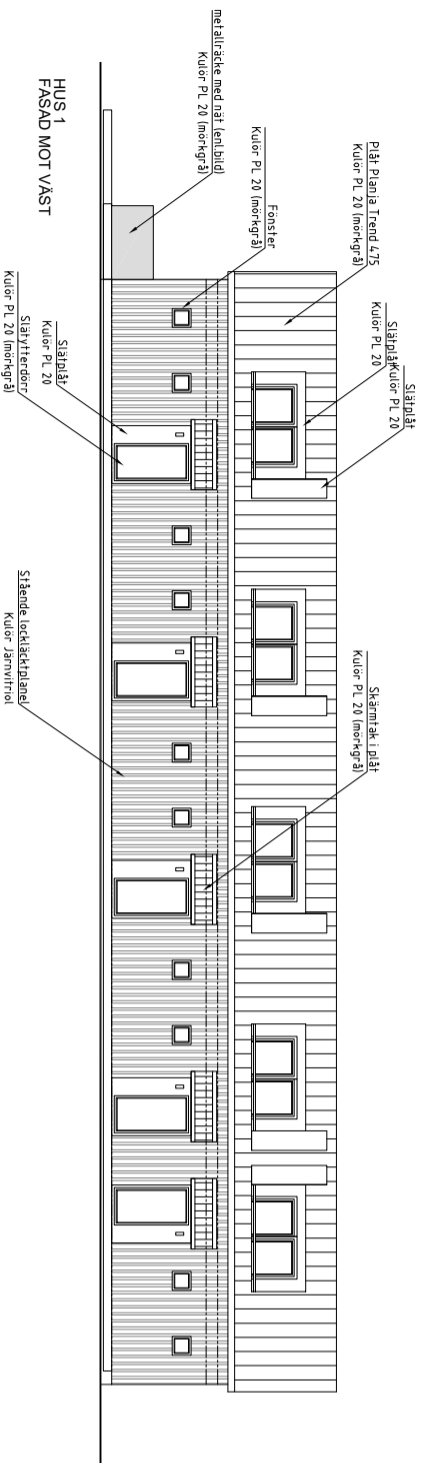 Plåt Planja Trend 475
Kulör PL 20 (mörkgrå)
Slätplåt
Kulör PL 20
Slätplåt
Kulör PL 20
Skärmtak i plåt
Kulör PL 20 (mörkgrå)
Fönster
Kulör PL 20 (mörkgrå)
metallräcke med nät (enl.bild)
Kulör PL 20 (mörkgrå)
Slätplåt
Kulör PL 20
Slätytterdörr
Kulör PL 20 (mörkgrå)
Stående lockläcktpanel
Kulör Järnvitriol
HUS 1
FASAD MOT VÄST